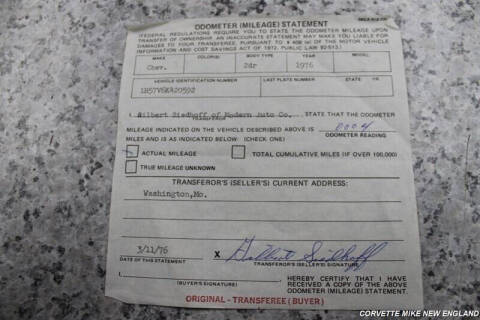 ODOMETER (MILEAGE) STATEMENT
(FEDERAL REGULATIONS REQUIRE YOU TO STATE THE ODOMETER MILEAGE UPON
TRANSFER OF OWNERSHIP. AN INACCURATE STATEMENT MAY MAKE YOU LIABLE FOR
DAMAGES TO YOUR TRANSFEREE, PURSUANT TO § 409 (a) OF THE MOTOR VEHICLE
INFORMATION AND COST SAVINGS ACT OF 1972, PUBLIC LAW 92-513.)
MAKE COLOR(S) BODY TYPE YEAR
Chev. 2dr 1976
VEHICLE IDENTIFICATION NUMBER LAST PLATE NUMBER STATE YR.
1H57V6K420592
I Wilbert Siedhoff of Modern Auto Co. STATE THAT THE ODOMETER
TRANSFEROR
MILEAGE INDICATED ON THE VEHICLE DESCRIBED ABOVE IS 0004
ODOMETER READING
MILES AND IS AS INDICATED BELOW: (CHECK ONE)
ACTUAL MILEAGE TOTAL CUMULATIVE MILES (IF OVER 100,000)
TRUE MILEAGE UNKNOWN
TRANSFEROR'S (SELLER'S) CURRENT ADDRESS:
Washington, Mo.
3/11/76 X Wilbert Siedhoff
DATE OF THIS STATEMENT TRANSFEROR'S (SELLER'S) SIGNATURE
I HEREBY CERTIFY THAT I HAVE
RECEIVED A COPY OF THE ABOVE
(BUYER'S SIGNATURE) ODOMETER (MILEAGE) STATEMENT.
ORIGINAL - TRANSFEREE (BUYER)
CORVETTE MIKE NEW ENGLAND